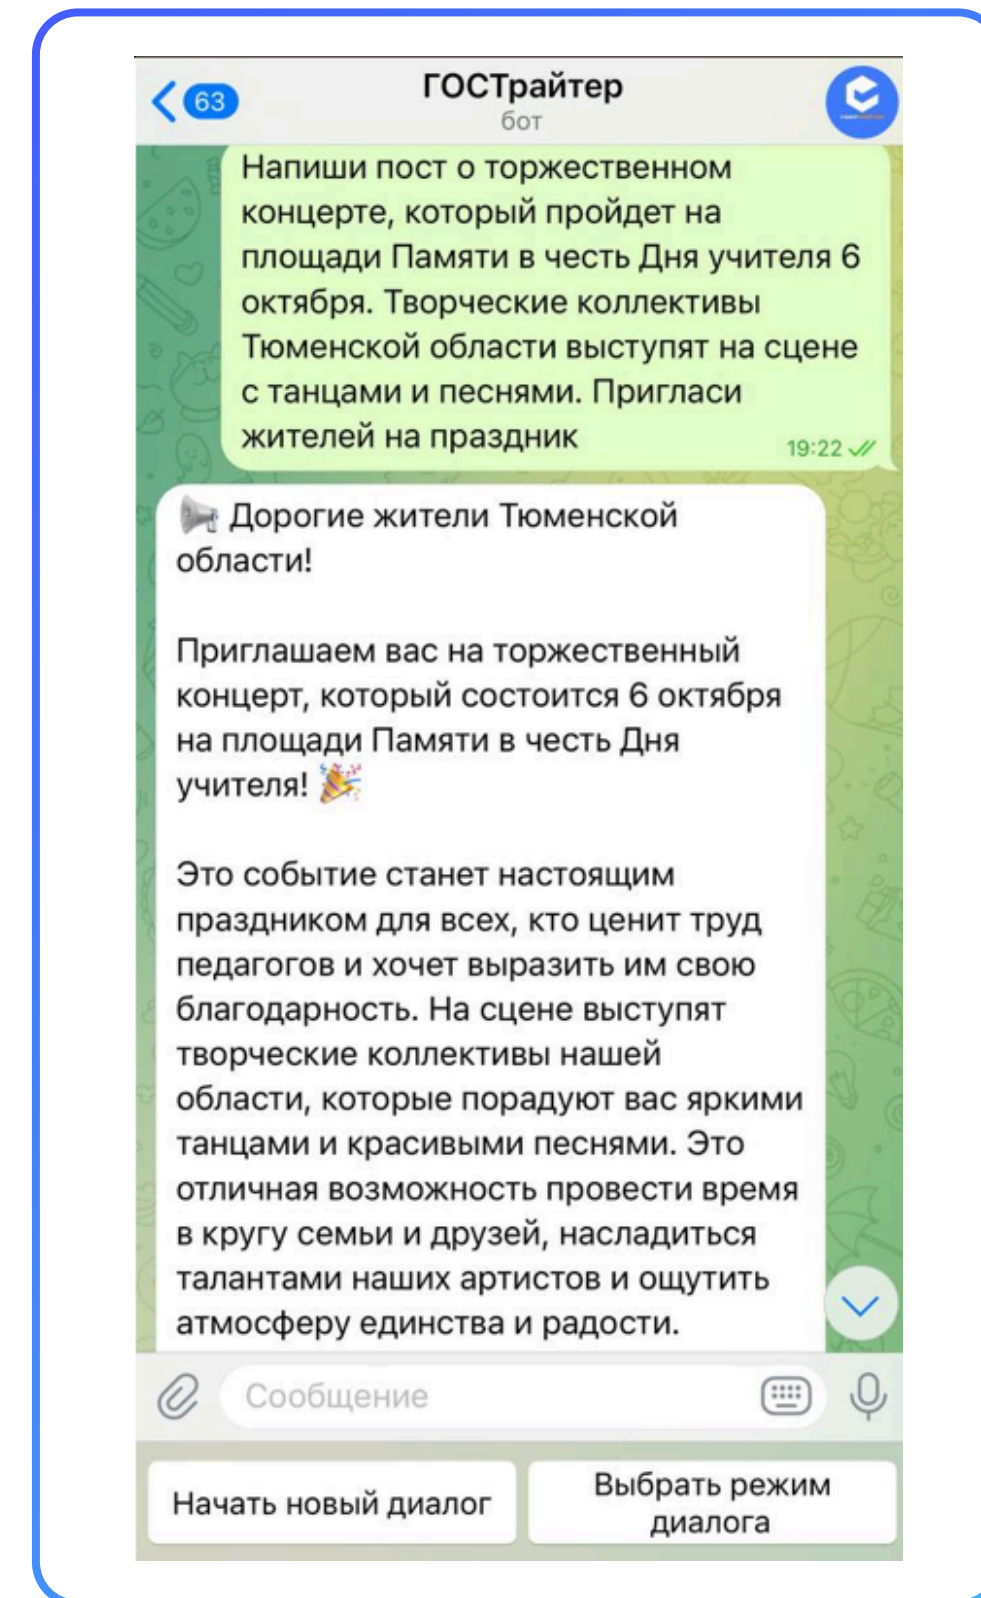 63
ГОСТрайтер
бот
Напиши пост о торжественном
концерте, который пройдет на
площади Памяти в честь Дня учителя 6
октября. Творческие коллективы
Тюменской области выступят на сцене
с танцами и песнями. Пригласи
жителей на праздник
19:22
Дорогие жители Тюменской
области!
Приглашаем вас на торжественный
концерт, который состоится 6 октября
на площади Памяти в честь Дня
учителя!
Это событие станет настоящим
праздником для всех, кто ценит труд
педагогов и хочет выразить им свою
благодарность. На сцене выступят
творческие коллективы нашей
области, которые порадуют вас яркими
танцами и красивыми песнями. Это
отличная возможность провести время
в кругу семьи и друзей, насладиться
талантами наших артистов и ощутить
атмосферу единства и радости.
Сообщение
Начать новый диалог
Выбрать режим
диалога